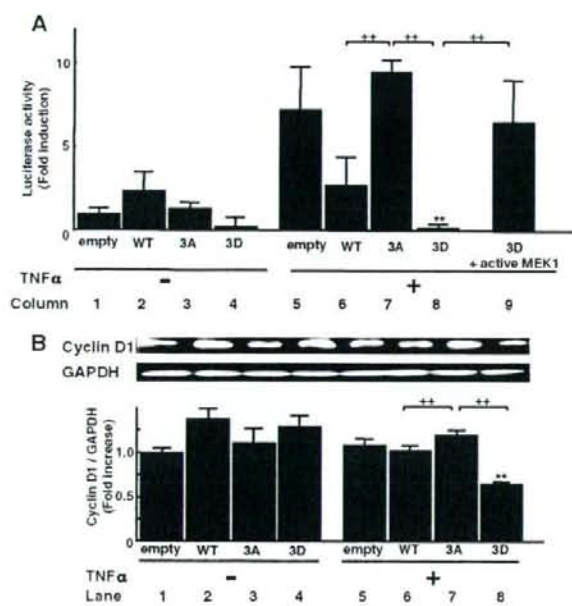 A
Luciferase activity
(Fold induction)
10
5
0
++ ++ ++
**
empty WT 3A 3D empty WT 3A 3D 3D
+ active MEK1
TNFα - +
Column 1 2 3 4 5 6 7 8 9
B
Cyclin D1
GAPDH
Cyclin D1 / GAPDH
(Fold increase)
1.0
0.5
0
++ ++
**
empty WT 3A 3D empty WT 3A 3D
TNFα - +
Lane 1 2 3 4 5 6 7 8